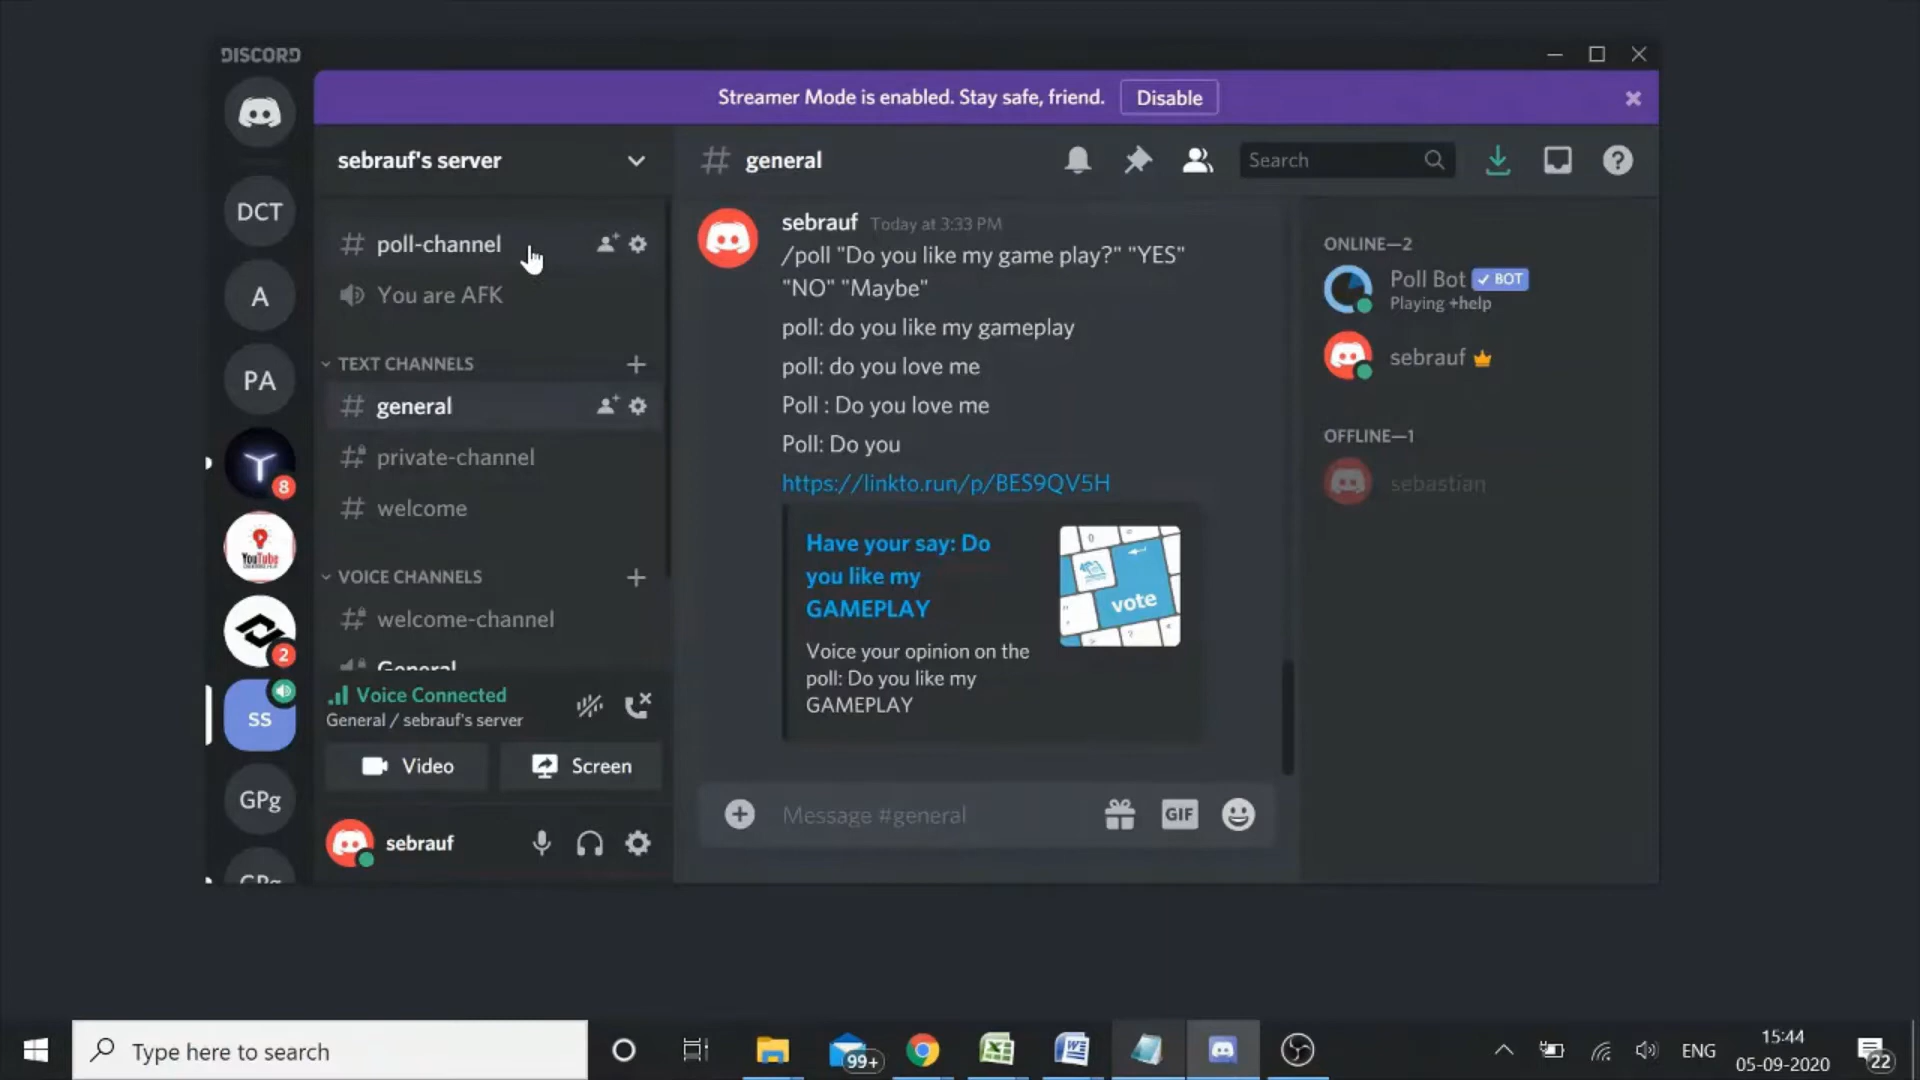 DISCORD
Streamer Mode is enabled. Stay safe, friend.
Disable
sebrauf's server
general
Search
DCT
A
PA
8
YouTube
2
SS
GPg
poll-channel
You are AFK
TEXT CHANNELS
general
private-channel
welcome
VOICE CHANNELS
welcome-channel
General
Voice Connected
General / sebrauf's server
Video
Screen
sebrauf
sebrauf Today at 3:33 PM
/poll "Do you like my game play?" "YES"
"NO" "Maybe"
poll: do you like my gameplay
poll: do you love me
Poll : Do you love me
Poll: Do you
https://linkto.run/p/BES9QV5H
Have your say: Do
you like my
GAMEPLAY
Voice your opinion on the
poll: Do you like my
GAMEPLAY
vote
Message #general
GIF
ONLINE—2
Poll Bot BOT
Playing +help
sebrauf
OFFLINE—1
sebastian
Type here to search
99+
ENG
15:44
05-09-2020
22